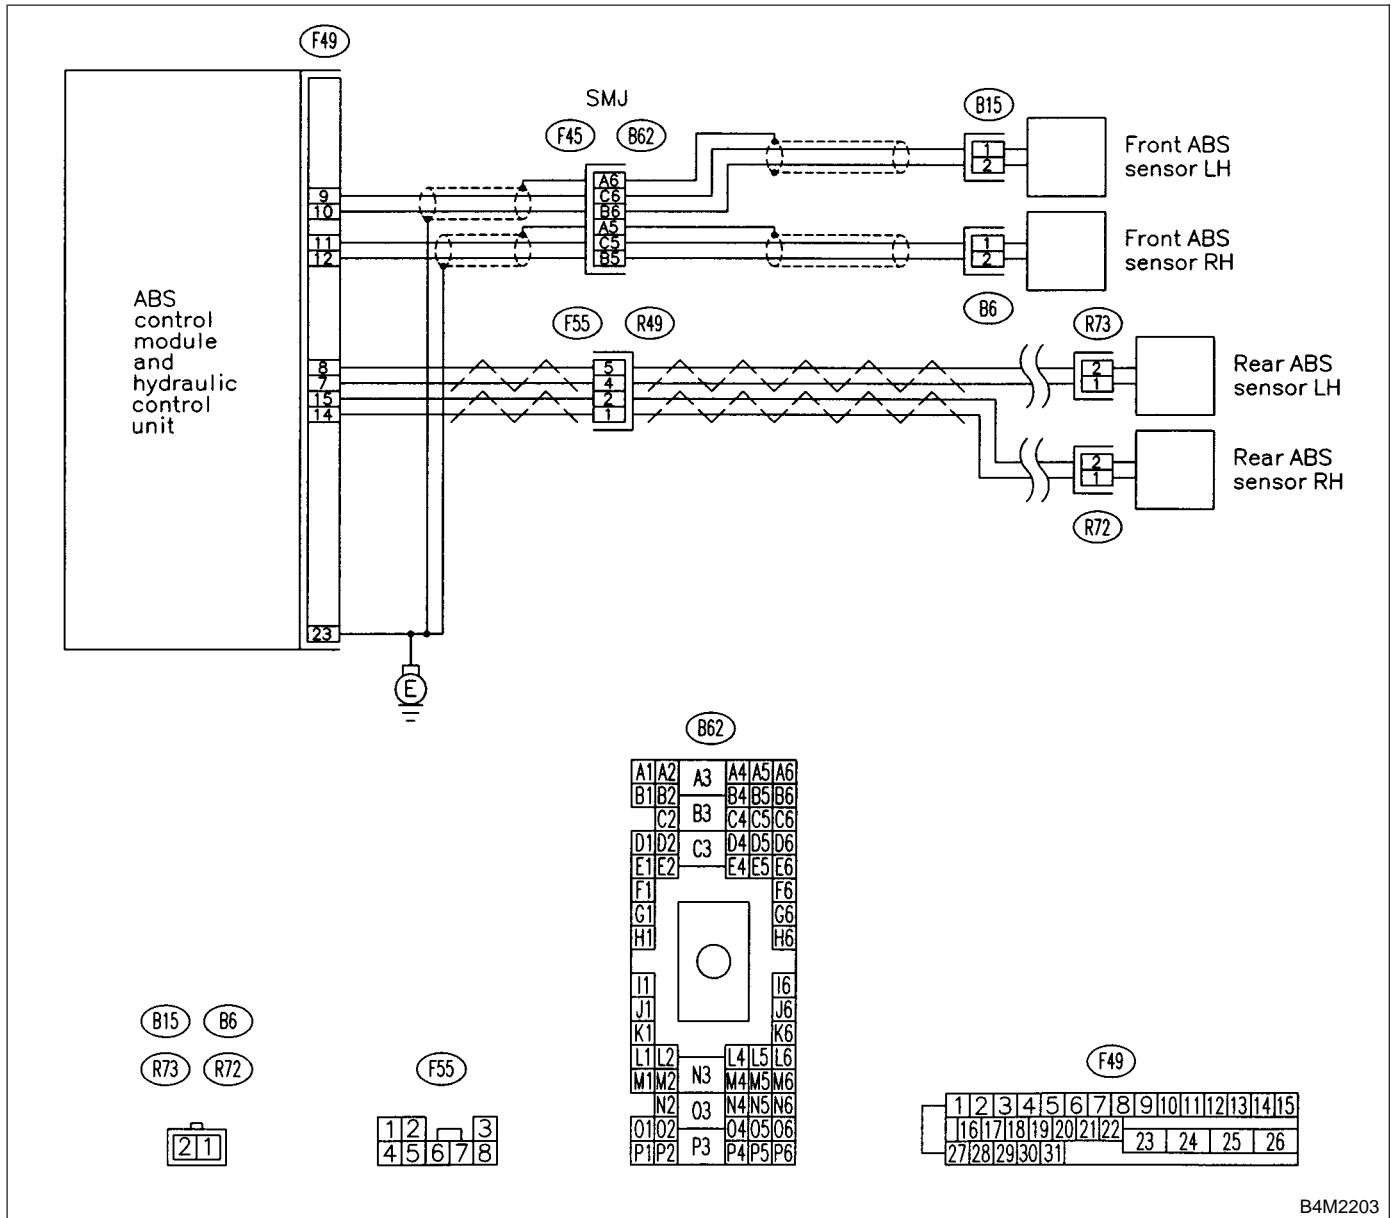 F49
SMJ
F45 B62
B15
Front ABS
sensor LH
A6
9 C6 1
10 B6 2
A5
11 C5 1
12 B5 2
Front ABS
sensor RH
B6
ABS
control
module
and
hydraulic
control
unit
F55 R49
R73
8 5 2
7 4 1
15 2
14 1
Rear ABS
sensor LH
2
1
Rear ABS
sensor RH
R72
23
E
B62
A1 A2 A3 A4 A5 A6
B1 B2 B3 B4 B5 B6
C2 C4 C5 C6
D1 D2 C3 D4 D5 D6
E1 E2 E4 E5 E6
F1 F6
G1 G6
H1 H6
I1 I6
J1 J6
K1 K6
L1 L2 L4 L5 L6
M1 M2 N3 M4 M5 M6
N2 O3 N4 N5 N6
O1 O2 O4 O5 O6
P1 P2 P3 P4 P5 P6
B15 B6
R73 R72
2 1
F55
1 2 3
4 5 6 7 8
F49
1 2 3 4 5 6 7 8 9 10 11 12 13 14 15
16 17 18 19 20 21 22 23 24 25 26
27 28 29 30 31
B4M2203